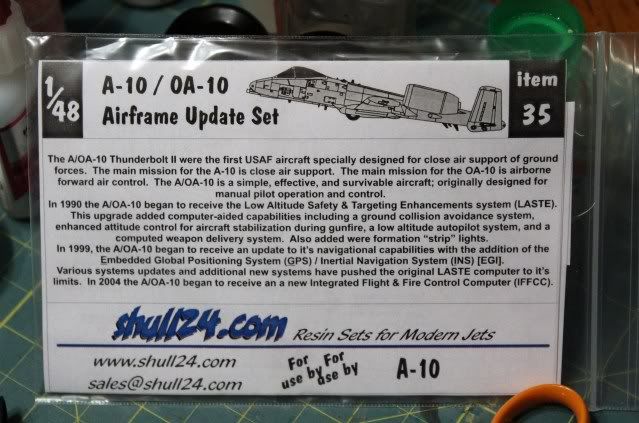 1/48
A-10 / OA-10
Airframe Update Set
item
35
The A/OA-10 Thunderbolt II were the first USAF aircraft specially designed for close air support of ground
forces. The main mission for the A-10 is close air support. The main mission for the OA-10 is airborne
forward air control. The A/OA-10 is a simple, effective, and survivable aircraft; originally designed for
manual pilot operation and control.
In 1990 the A/OA-10 began to receive the Low Altitude Safety & Targeting Enhancements system (LASTE).
This upgrade added computer-aided capabilities including a ground collision avoidance system,
enhanced attitude control for aircraft stabilization during gunfire, a low altitude autopilot system, and a
computed weapon delivery system. Also added were formation "strip" lights.
In 1999, the A/OA-10 began to receive an update to it's navigational capabilities with the addition of the
Embedded Global Positioning System (GPS) / Inertial Navigation System (INS) [EGI].
Various systems updates and additional new systems have pushed the original LASTE computer to it's
limits. In 2004 the A/OA-10 began to receive an a new Integrated Flight & Fire Control Computer (IFFCC).
shull24.com Resin Sets for Modern Jets
www.shull24.com
sales@shull24.com
For For
use by use by
A-10